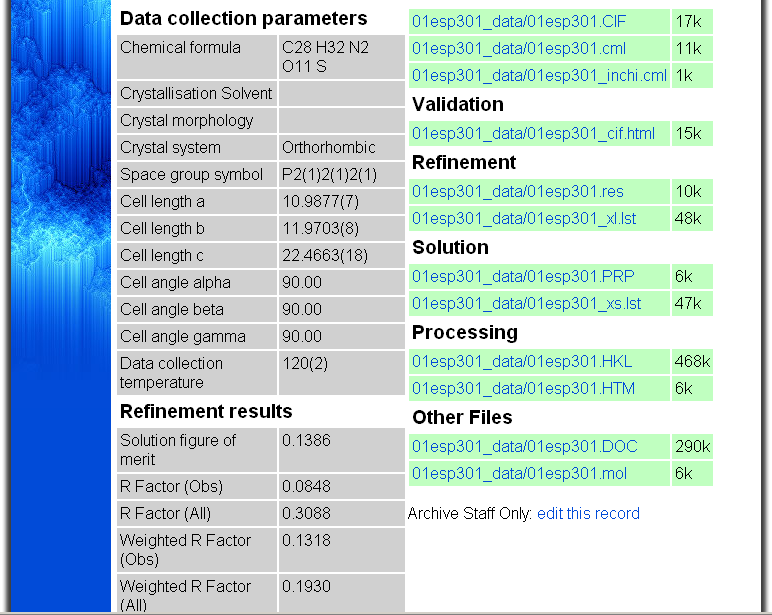 Data collection parameters
Chemical formula C28 H32 N2
O11 S
Crystallisation Solvent
Crystal morphology
Crystal system Orthorhombic
Space group symbol P2(1)2(1)2(1)
Cell length a 10.9877(7)
Cell length b 11.9703(8)
Cell length c 22.4663(18)
Cell angle alpha 90.00
Cell angle beta 90.00
Cell angle gamma 90.00
Data collection
temperature 120(2)
Refinement results
Solution figure of
merit 0.1386
R Factor (Obs) 0.0848
R Factor (All) 0.3088
Weighted R Factor
(Obs) 0.1318
Weighted R Factor
(All) 0.1930
01esp301_data/01esp301.CIF 17k
01esp301_data/01esp301.cml 11k
01esp301_data/01esp301_inchi.cml 1k
Validation
01esp301_data/01esp301_cif.html 15k
Refinement
01esp301_data/01esp301.res 10k
01esp301_data/01esp301_xl.lst 48k
Solution
01esp301_data/01esp301.PRP 6k
01esp301_data/01esp301_xs.lst 47k
Processing
01esp301_data/01esp301.HKL 468k
01esp301_data/01esp301.HTM 6k
Other Files
01esp301_data/01esp301.DOC 290k
01esp301_data/01esp301.mol 6k
Archive Staff Only: edit this record